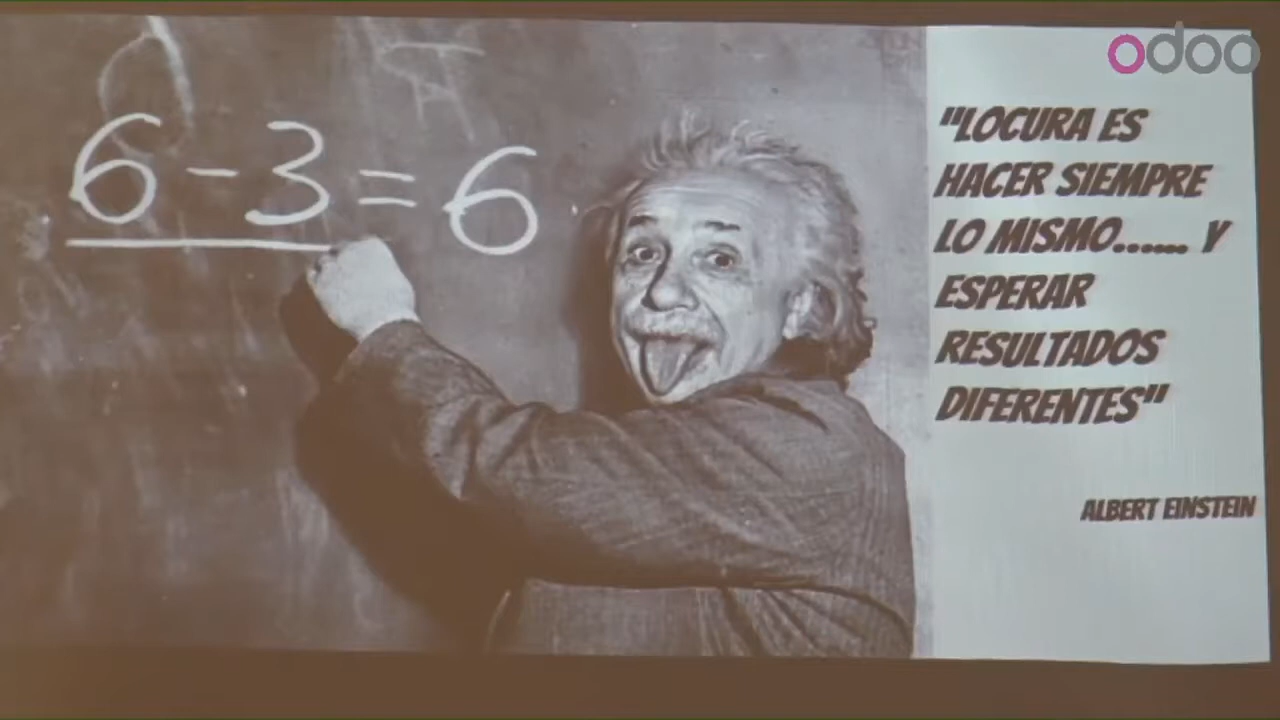 odoo
6-3=6
"LOCURA ES
HACER SIEMPRE
LO MISMO...... Y
ESPERAR
RESULTADOS
DIFERENTES"
ALBERT EINSTEIN